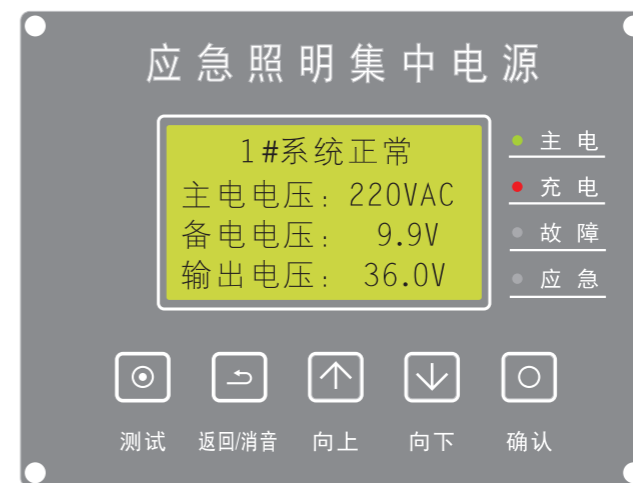 应急照明集中电源
1#系统正常
主电电压: 220VAC
备电电压: 9.9V
输出电压: 36.0V
主电
充电
故障
应急
测试 返回/消音 向上 向下 确认